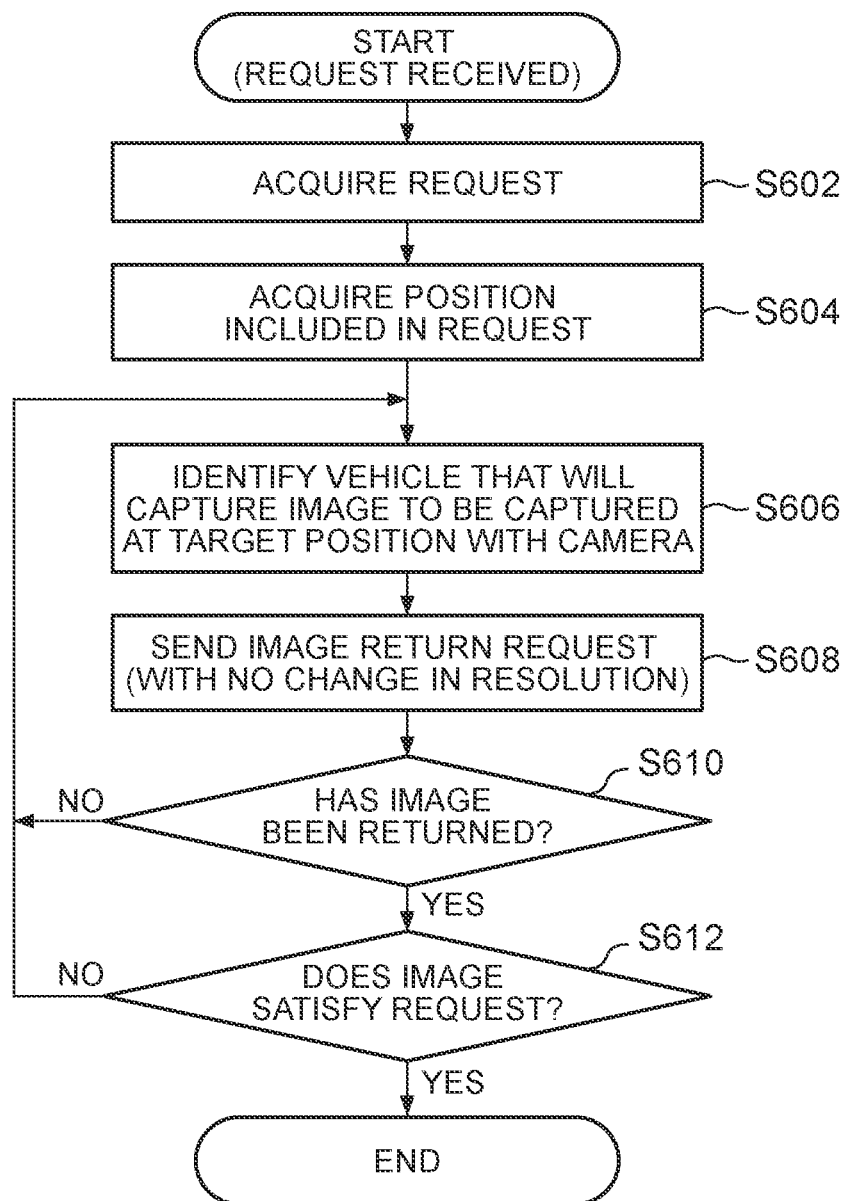 START
(REQUEST RECEIVED)
ACQUIRE REQUEST
S602
ACQUIRE POSITION
INCLUDED IN REQUEST
S604
IDENTIFY VEHICLE THAT WILL
CAPTURE IMAGE TO BE CAPTURED
AT TARGET POSITION WITH CAMERA
S606
SEND IMAGE RETURN REQUEST
(WITH NO CHANGE IN RESOLUTION)
S608
S610
NO
HAS IMAGE
BEEN RETURNED?
YES
S612
NO
DOES IMAGE
SATISFY REQUEST?
YES
END